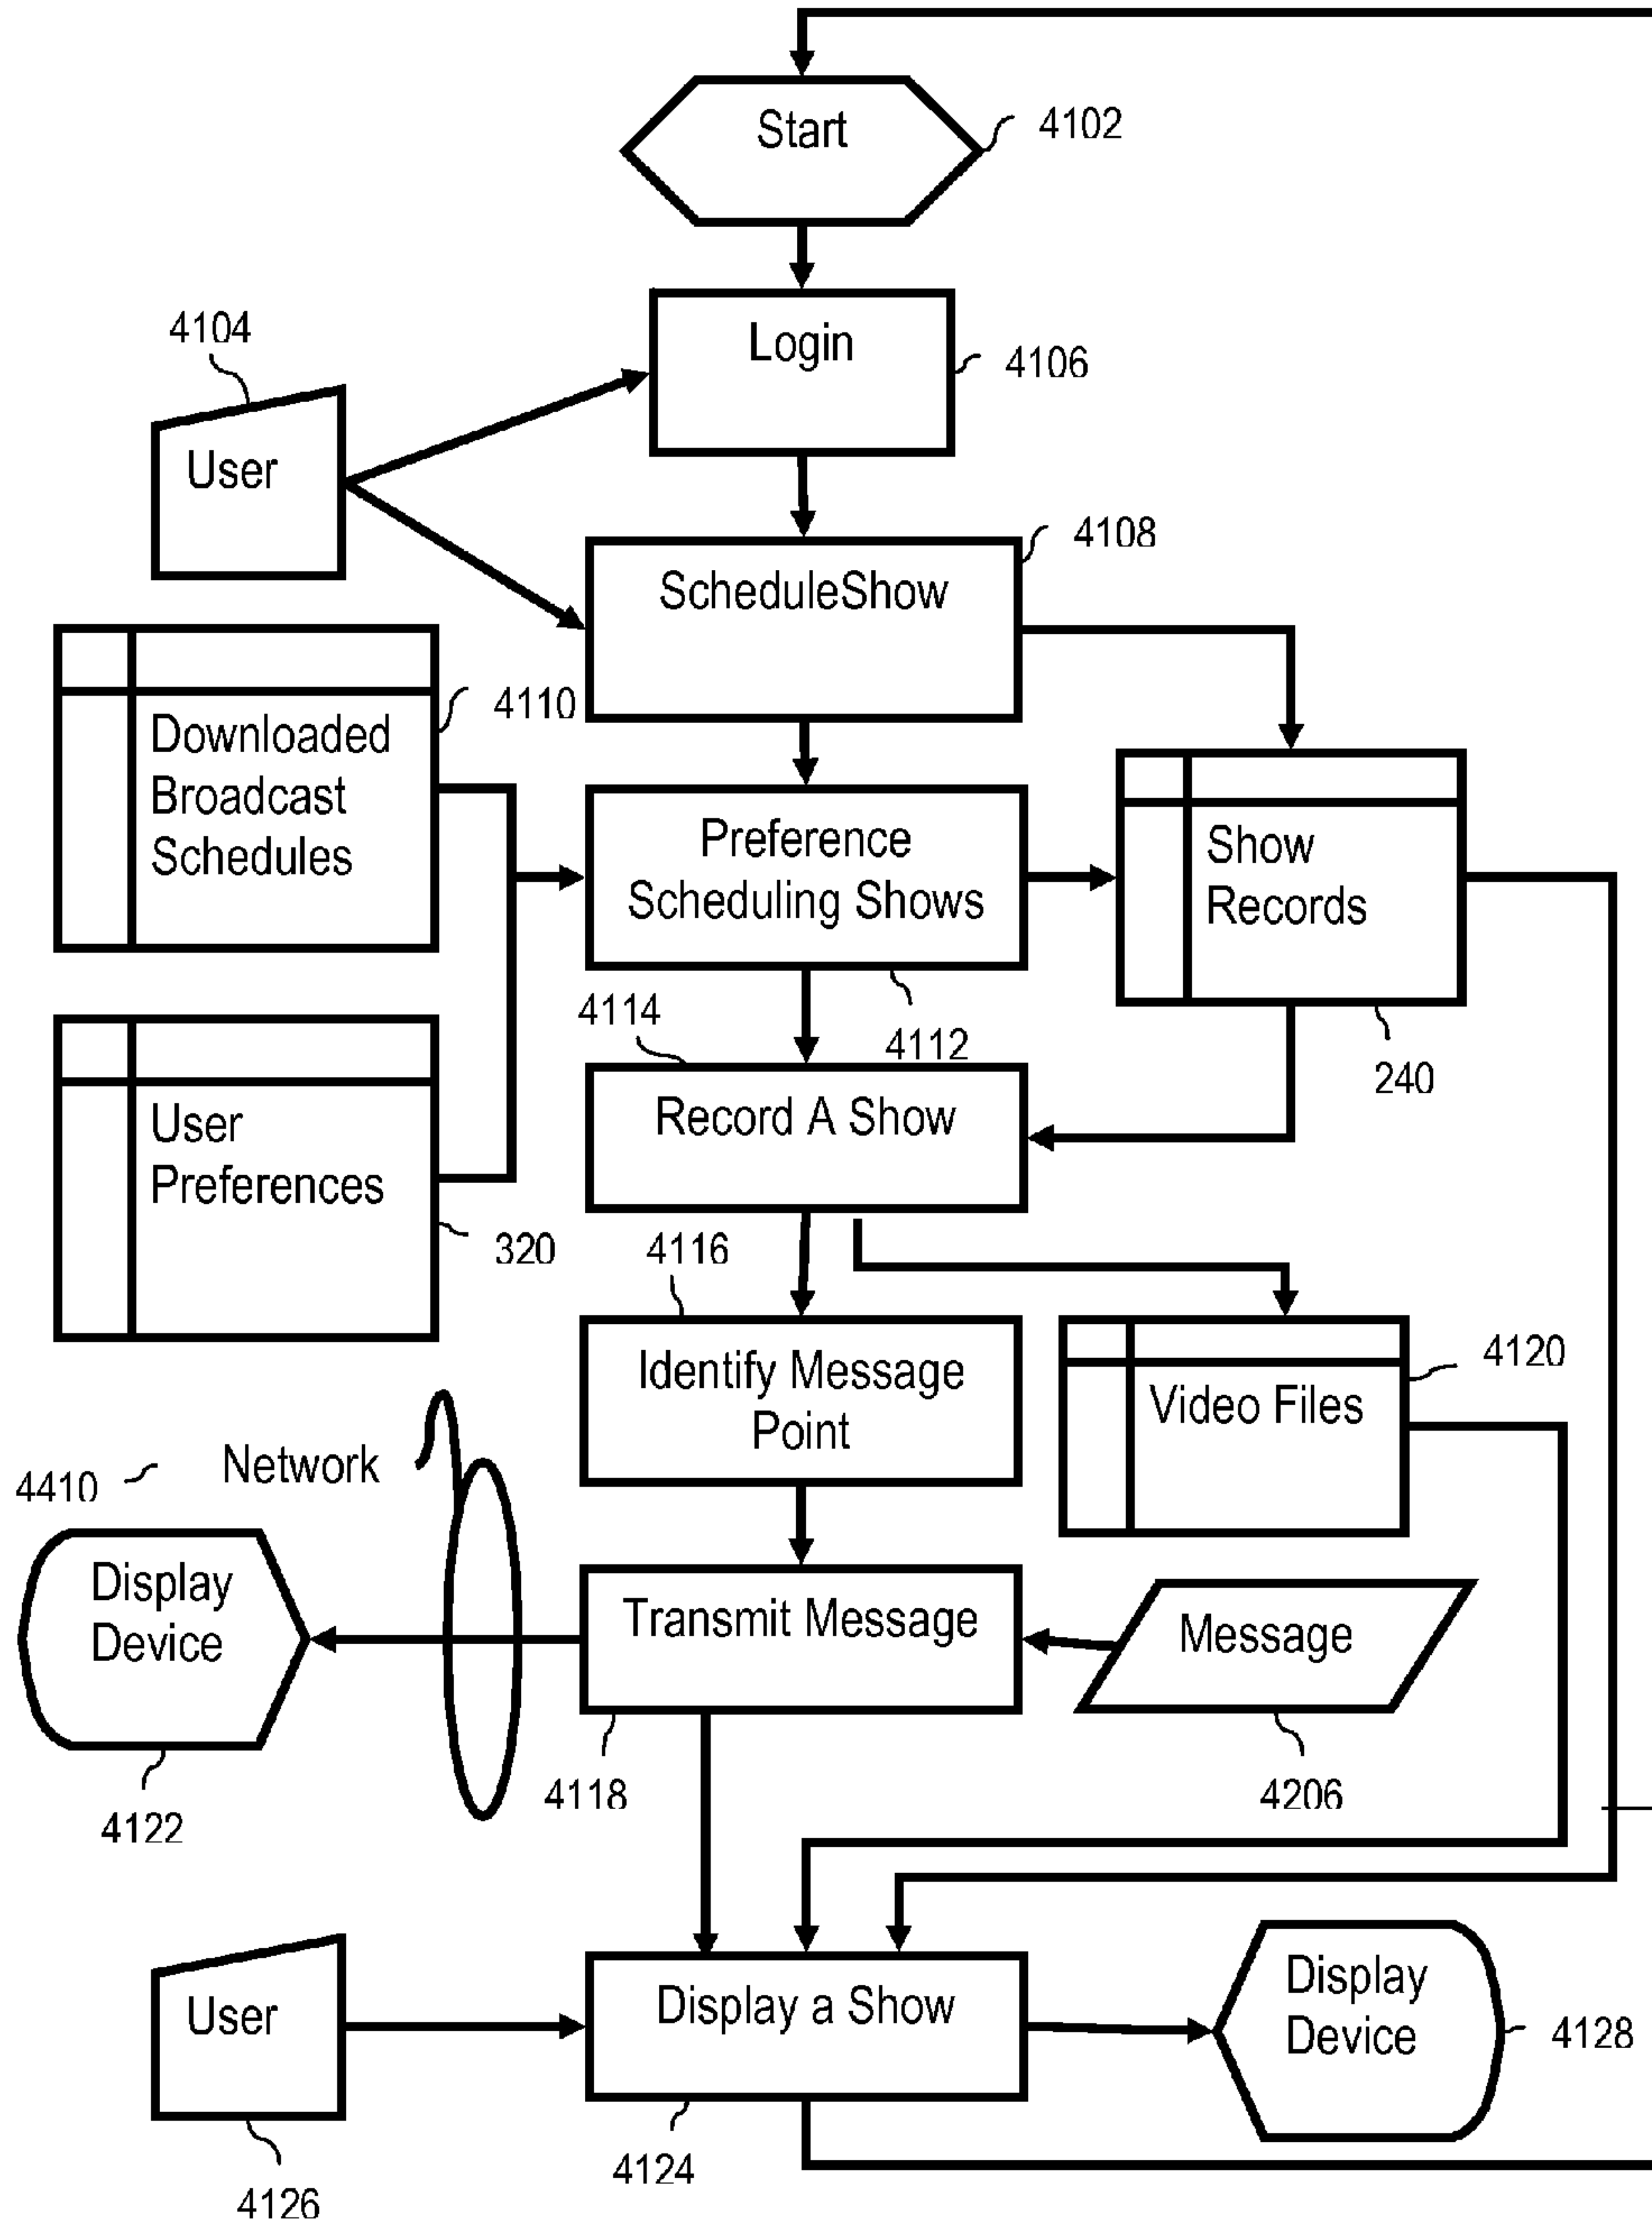 Start
4102
Login
4106
4104
User
4108
ScheduleShow
4110
Downloaded
Broadcast
Schedules
Preference
Scheduling Shows
Show
Records
4114
4112
240
Record A Show
User
Preferences
320
4116
Identify Message
Point
4120
Video Files
Network
4410
Display
Device
Transmit Message
Message
4118
4206
4122
User
Display a Show
Display
Device
4128
4124
4126